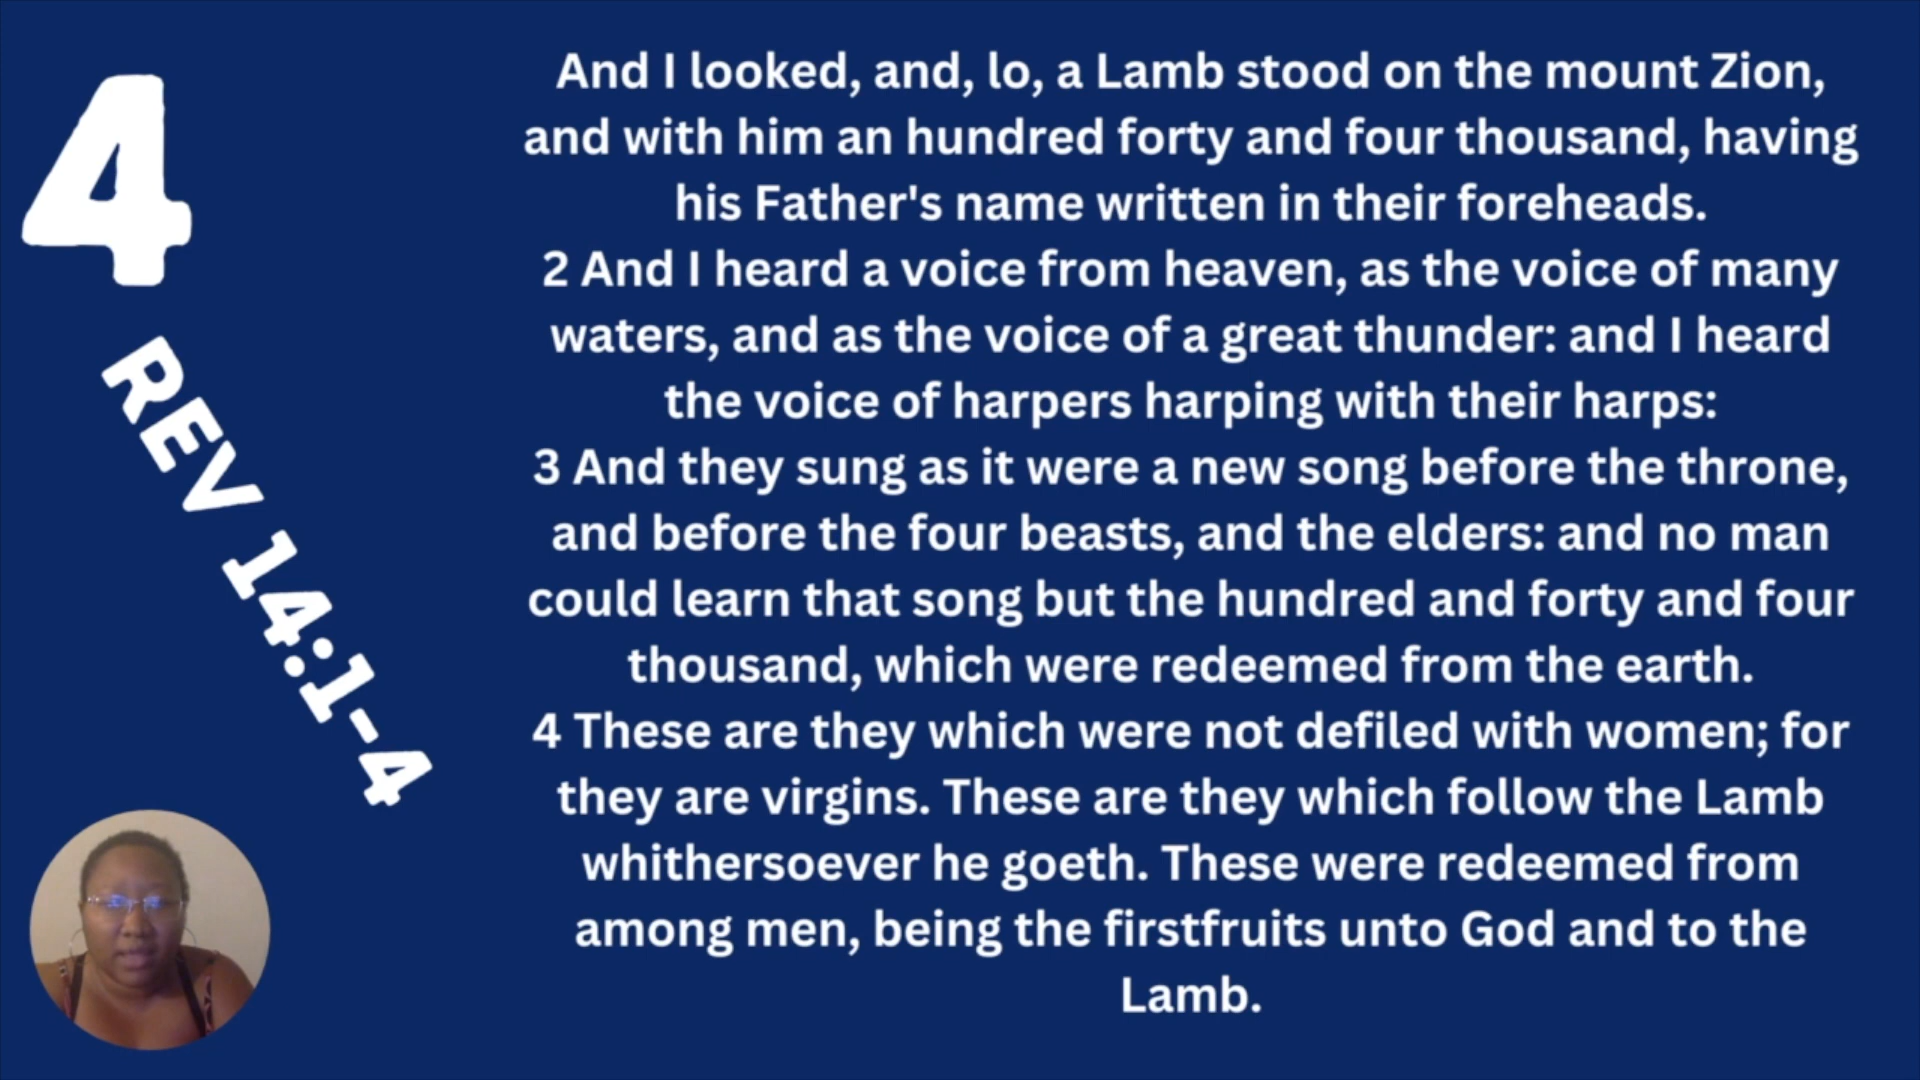 4
REV 14:1-4
And I looked, and, lo, a Lamb stood on the mount Zion,
and with him an hundred forty and four thousand, having
his Father's name written in their foreheads.
2 And I heard a voice from heaven, as the voice of many
waters, and as the voice of a great thunder: and I heard
the voice of harpers harping with their harps:
3 And they sung as it were a new song before the throne,
and before the four beasts, and the elders: and no man
could learn that song but the hundred and forty and four
thousand, which were redeemed from the earth.
4 These are they which were not defiled with women; for
they are virgins. These are they which follow the Lamb
whithersoever he goeth. These were redeemed from
among men, being the firstfruits unto God and to the
Lamb.